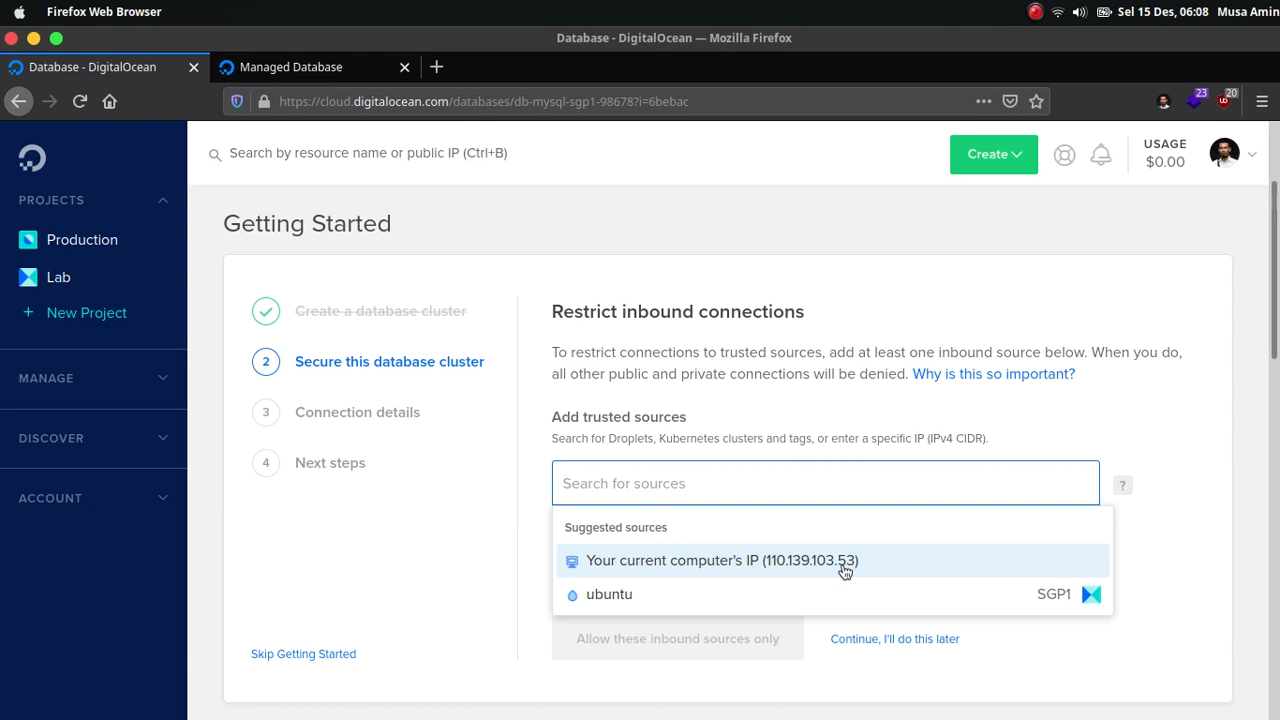 Firefox Web Browser
Sel 15 Des, 06:08 Musa Amin
Database - DigitalOcean — Mozilla Firefox
Database - DigitalOcean
Managed Database
https://cloud.digitalocean.com/databases/db-mysql-sgp1-98678?i=6bebac
23
20
Search by resource name or public IP (Ctrl+B)
Create
USAGE
$0.00
PROJECTS
Production
Lab
+ New Project
MANAGE
DISCOVER
ACCOUNT
Getting Started
Create a database cluster
2 Secure this database cluster
3 Connection details
4 Next steps
Skip Getting Started
Restrict inbound connections
To restrict connections to trusted sources, add at least one inbound source below. When you do,
all other public and private connections will be denied. Why is this so important?
Add trusted sources
Search for Droplets, Kubernetes clusters and tags, or enter a specific IP (IPv4 CIDR).
Search for sources
?
Suggested sources
Your current computer's IP (110.139.103.53)
ubuntu SGP1
Allow these inbound sources only
Continue, I'll do this later